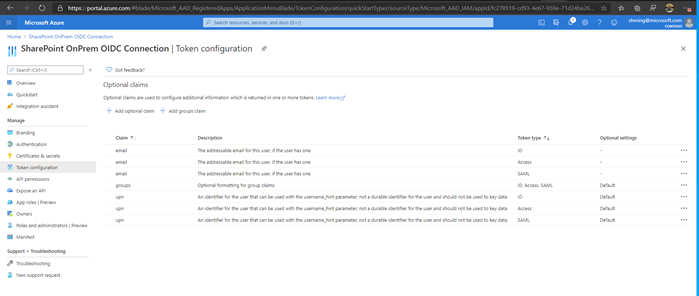 https://portal.azure.com/#blade/Microsoft_AAD_RegisteredApps/ApplicationMenuBlade/TokenConfiguration/quickStartType//sourceType/Microsoft_AAD_IAM/appid/fc278519-cd93-4e67-959e-71d24ba26...
Microsoft Azure
Search resources, services, and docs (G+/)
zhming@microsoft.com
CONTOSO
Home > SharePoint OnPrem OIDC Connection
SharePoint OnPrem OIDC Connection | Token configuration
Search (Ctrl+/)
Got feedback?
Overview
Quickstart
Integration assistant
Manage
Branding
Authentication
Certificates & secrets
Token configuration
API permissions
Expose an API
App roles | Preview
Owners
Roles and administrators | Preview
Manifest
Support + Troubleshooting
Troubleshooting
New support request
Optional claims
Optional claims are used to configure additional information which is returned in one or more tokens. Learn more
+ Add optional claim + Add groups claim
Claim Description Token type Optional settings
email The addressable email for this user, if the user has one ID -
email The addressable email for this user, if the user has one Access -
email The addressable email for this user, if the user has one SAML -
groups Optional formatting for group claims ID, Access, SAML Default
upn An identifier for the user that can be used with the username_hint parameter; not a durable identifier for the user and should not be used to key data ID Default
upn An identifier for the user that can be used with the username_hint parameter; not a durable identifier for the user and should not be used to key data Access Default
upn An identifier for the user that can be used with the username_hint parameter; not a durable identifier for the user and should not be used to key data SAML Default